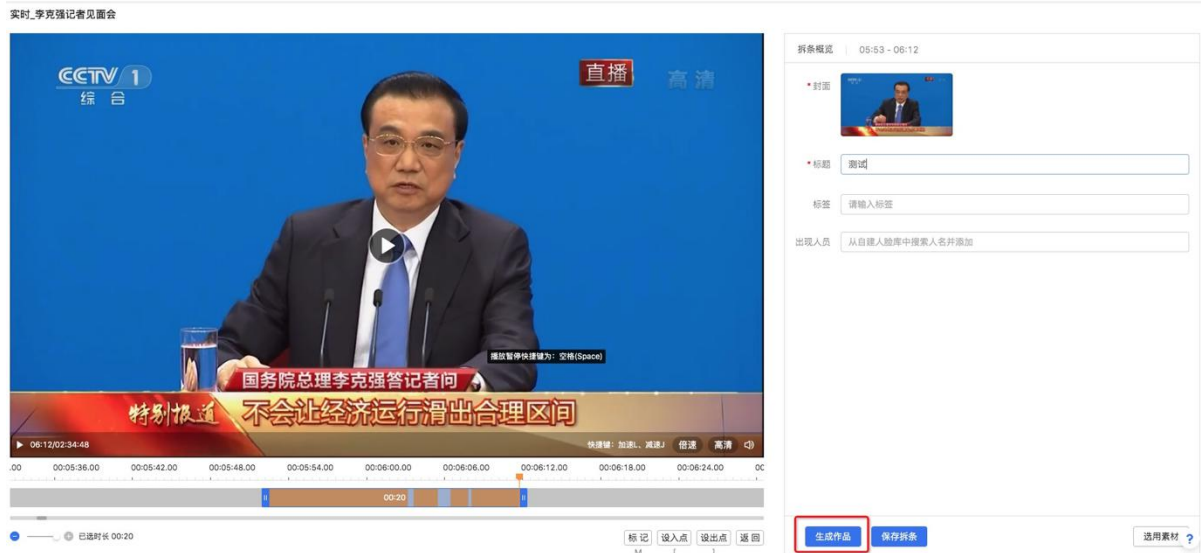 实时_李克强记者见面会
CCTV 1
综 合
直播
高 清
播放暂停快捷键为：空格(Space)
国务院总理李克强答记者问
特别报道
不会让经济运行滑出合理区间
06:12/02:34:48
快捷键：加速L、减速J
倍速
高清
.00 00:05:36.00 00:05:42.00 00:05:48.00 00:05:54.00 00:06:00.00 00:06:06.00 00:06:12.00 00:06:18.00 00:06:24.00 00
00:20
已选时长 00:20
标 记
设入点
设出点
返 回
拆条概览
05:53 - 06:12
*封面
*标题
测试
标签
请输入标签
出现人员
从自建人脸库中搜索人名并添加
生成作品
保存拆条
选用素材
?